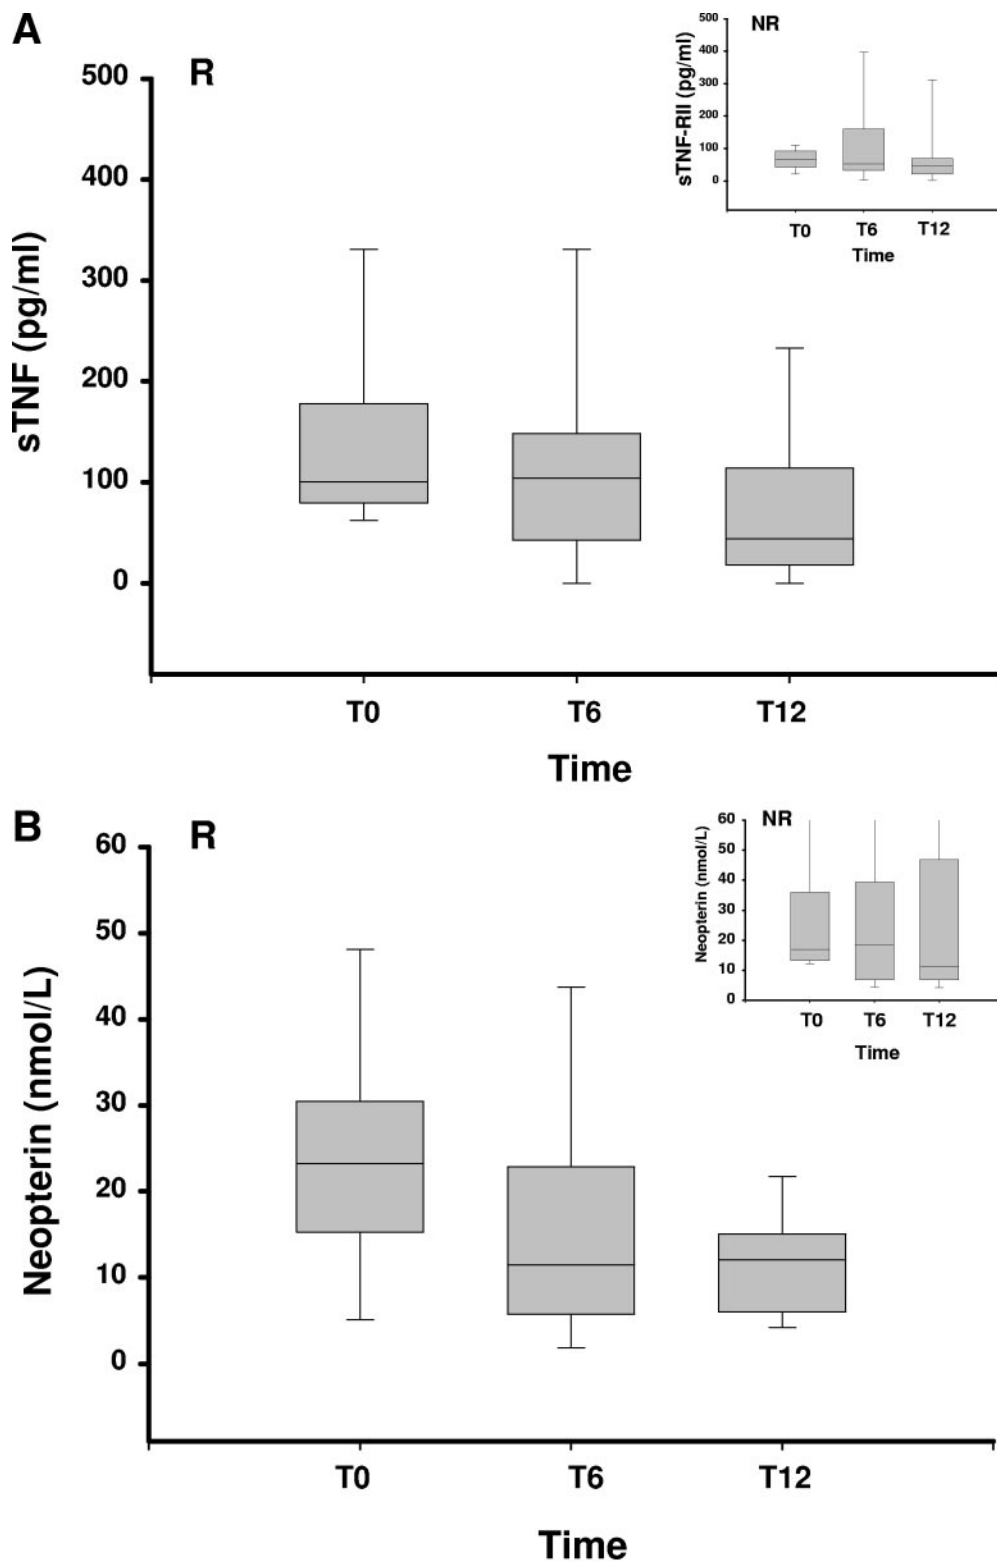 A
R
500
400
300
200
100
0
sTNF (pg/ml)
T0 T6 T12
Time
NR
500
400
300
200
100
0
sTNF-RII (pg/ml)
T0 T6 T12
Time
B
R
60
50
40
30
20
10
0
Neopterin (nmol/L)
T0 T6 T12
Time
NR
60
50
40
30
20
10
0
Neopterin (nmol/L)
T0 T6 T12
Time